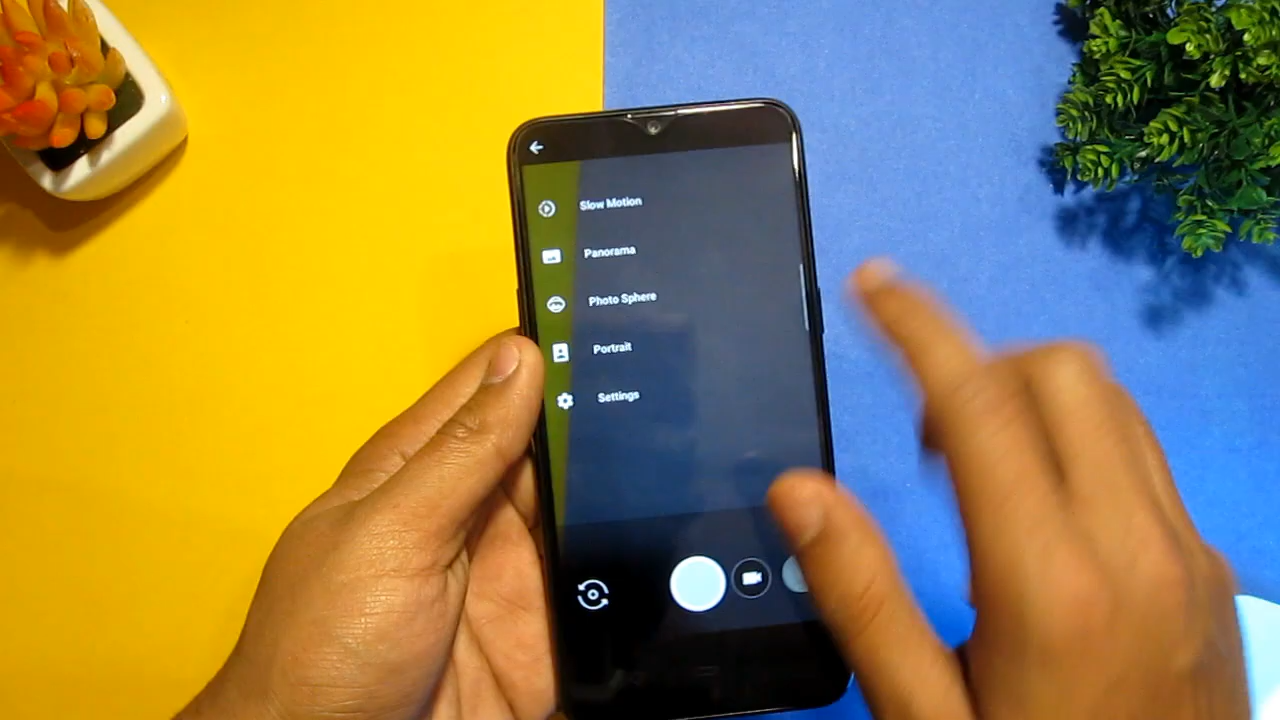 Slow Motion
Panorama
Photo Sphere
Portrait
Settings